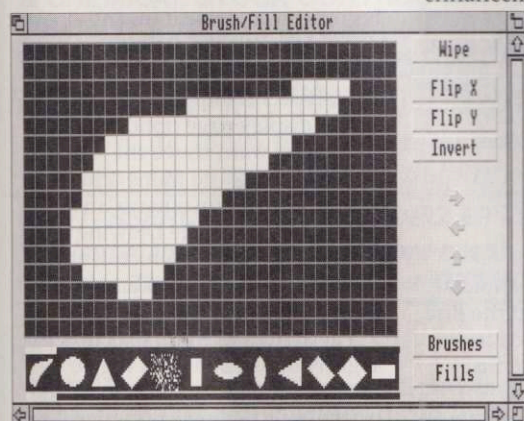 Brush/Fill Editor
Wipe
Flip X
Flip Y
Invert
Brushes
Fills